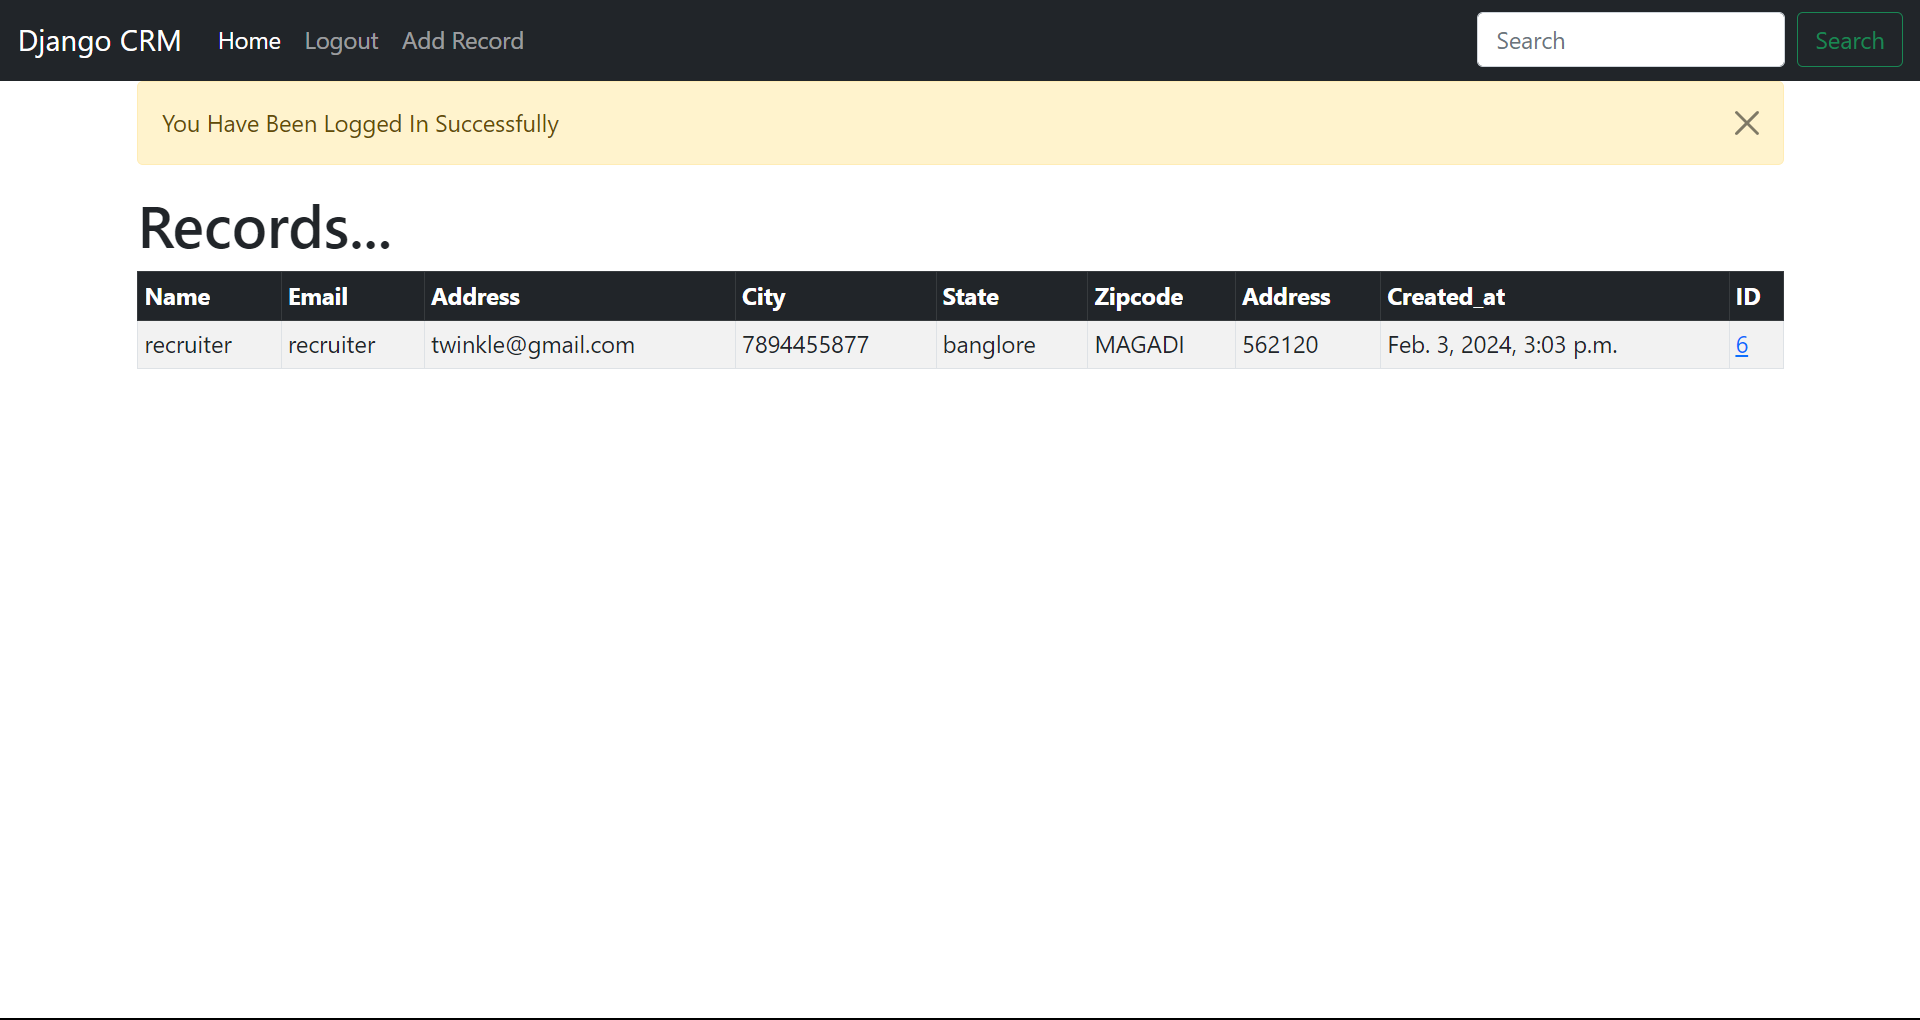 Django CRM Home Logout Add Record Search Search
You Have Been Logged In Successfully
Records...
Name Email Address City State Zipcode Address Created_at ID
recruiter recruiter twinkle@gmail.com 7894455877 banglore MAGADI 562120 Feb. 3, 2024, 3:03 p.m. 6